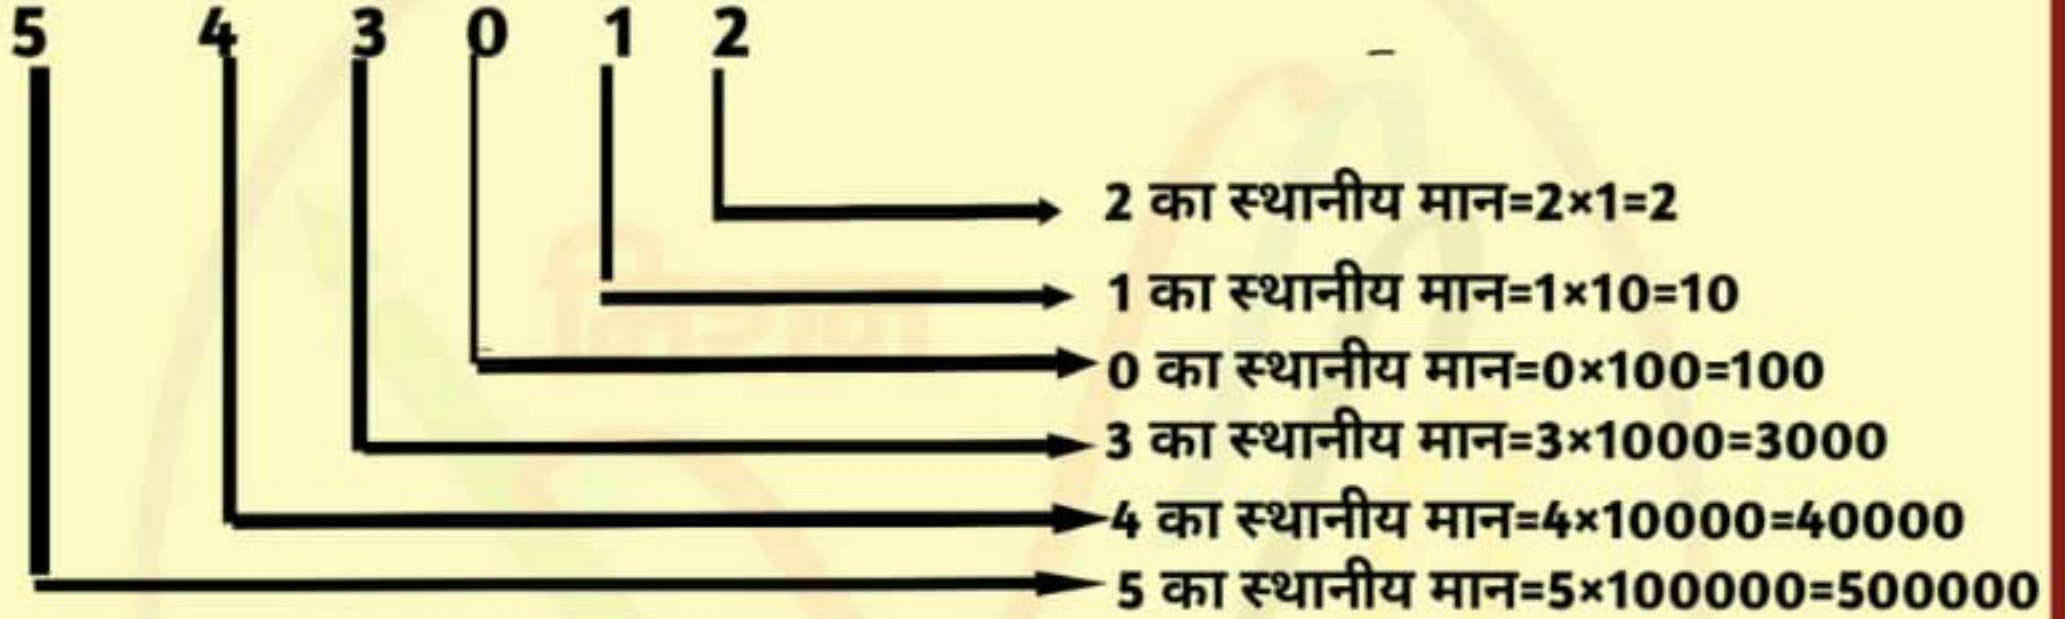 5 4 3 0 1 2
2 का स्थानीय मान=2×1=2
1 का स्थानीय मान=1×10=10
0 का स्थानीय मान=0×100=100
3 का स्थानीय मान=3×1000=3000
4 का स्थानीय मान=4×10000=40000
5 का स्थानीय मान=5×100000=500000